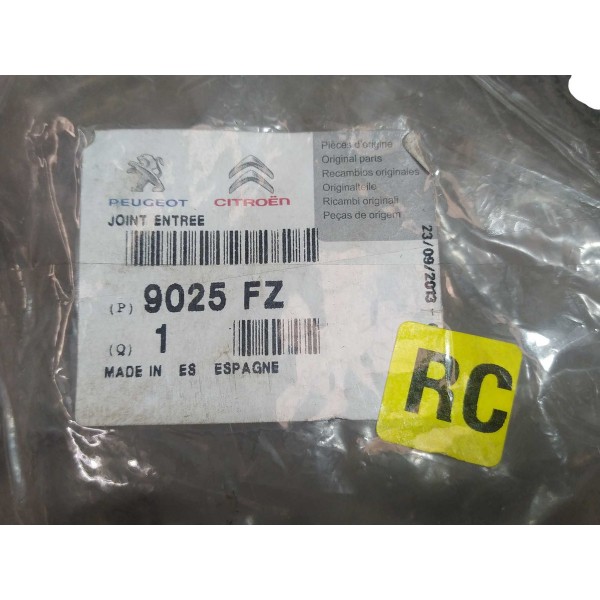 PEUGEOT
CITROËN
Pièces d'origine
Original parts
Recambios originales
Originalteile
Ricambi originali
Peças de origem
JOINT ENTREE
23/09/2013
(P) 9025 FZ
(Q) 1
MADE IN ES ESPAGNE
RC